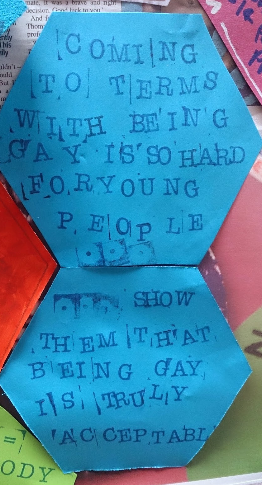 COMING
TO TERMS
WITH BEING
GAY IS SO HARD
FOR YOUNG
PEOPLE
SHOW
THEM THAT
BEING GAY
IS TRULY
ACCEPTABL
=
ODY